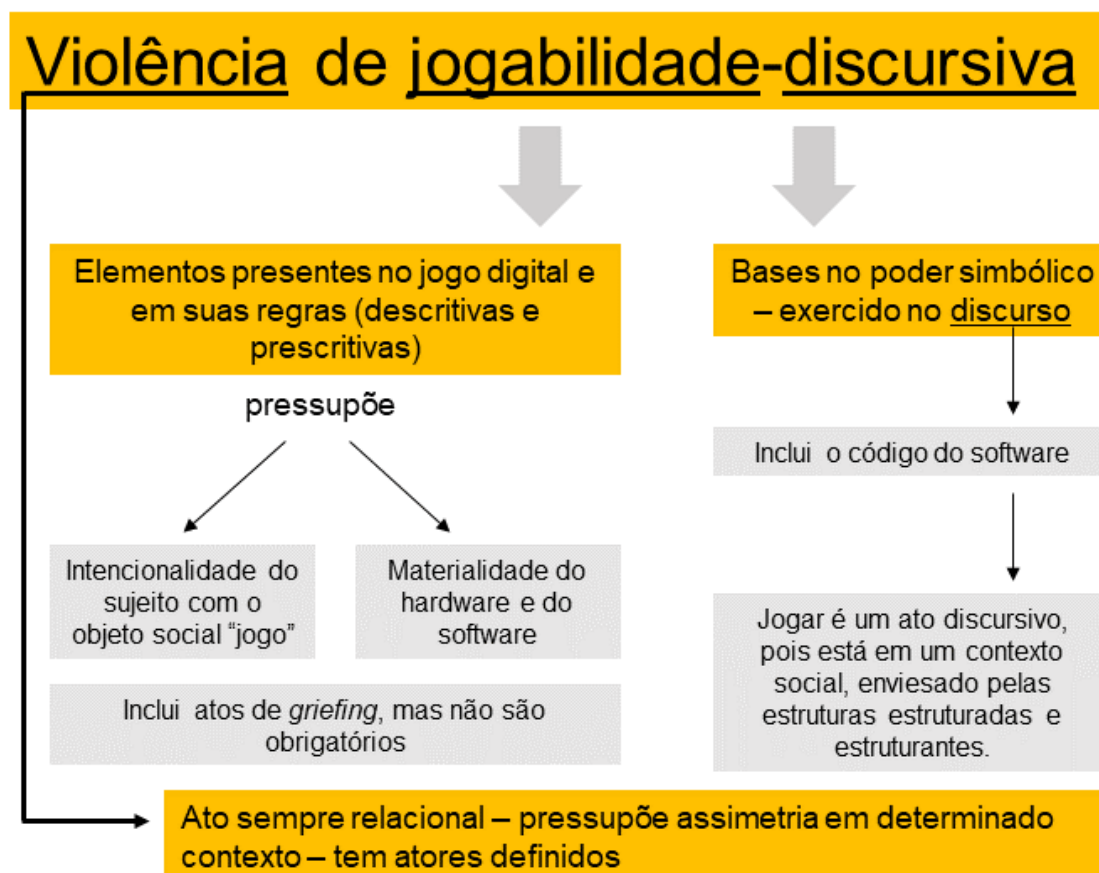 Violência de jogabilidade-discursiva
Elementos presentes no jogo digital e
em suas regras (descritivas e
prescritivas)
pressupõe
Intencionalidade do
sujeito com o
objeto social “jogo”
Materialidade do
hardware e do
software
Inclui atos de griefing, mas não são
obrigatórios
Bases no poder simbólico
– exercido no discurso
Inclui o código do software
Jogar é um ato discursivo,
pois está em um contexto
social, enviesado pelas
estruturas estruturadas e
estruturantes.
Ato sempre relacional – pressupõe assimetria em determinado
contexto – tem atores definidos